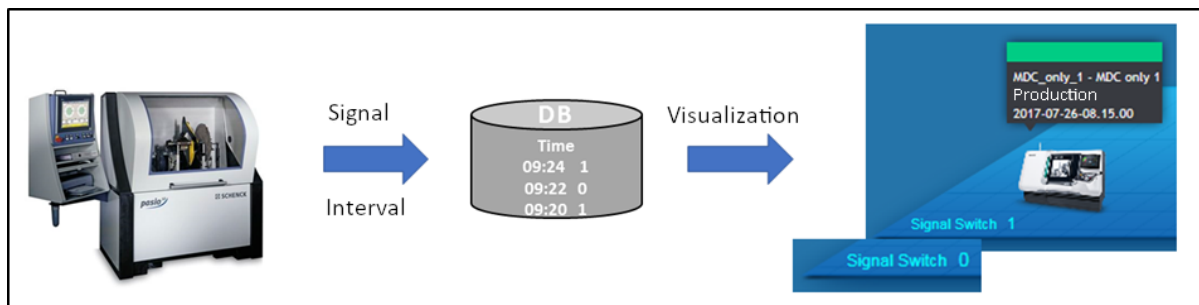 pasio
SCHENCK
Signal
Interval
DB
Time
09:24 1
09:22 0
09:20 1
Visualization
MDC_only_1 - MDC only 1
Production
2017-07-26-08.15.00
Signal Switch 1
Signal Switch 0